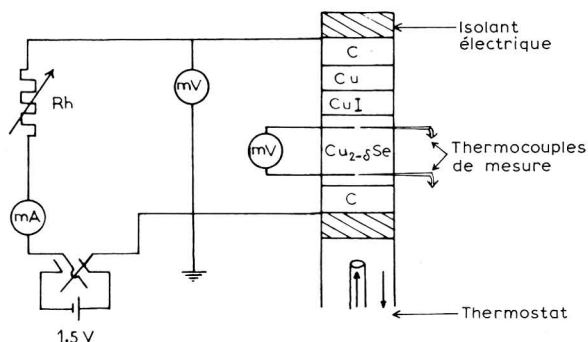 Isolant
électrique
C
Cu
CuI
Rh
mV
mV
Cu2-δSe
Thermocouples
de mesure
C
mA
1.5 V
Thermostat